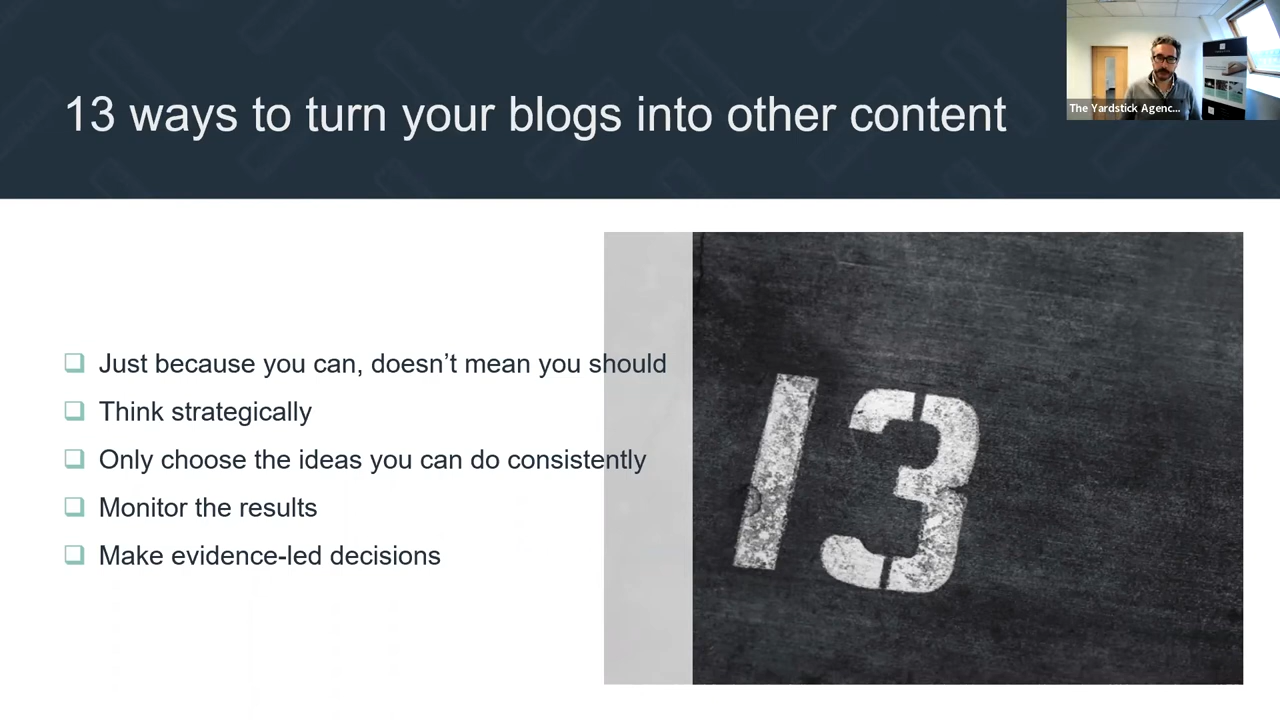 13 ways to turn your blogs into other content
The Yardstick Agenc...
Just because you can, doesn’t mean you should
Think strategically
Only choose the ideas you can do consistently
Monitor the results
Make evidence-led decisions
13